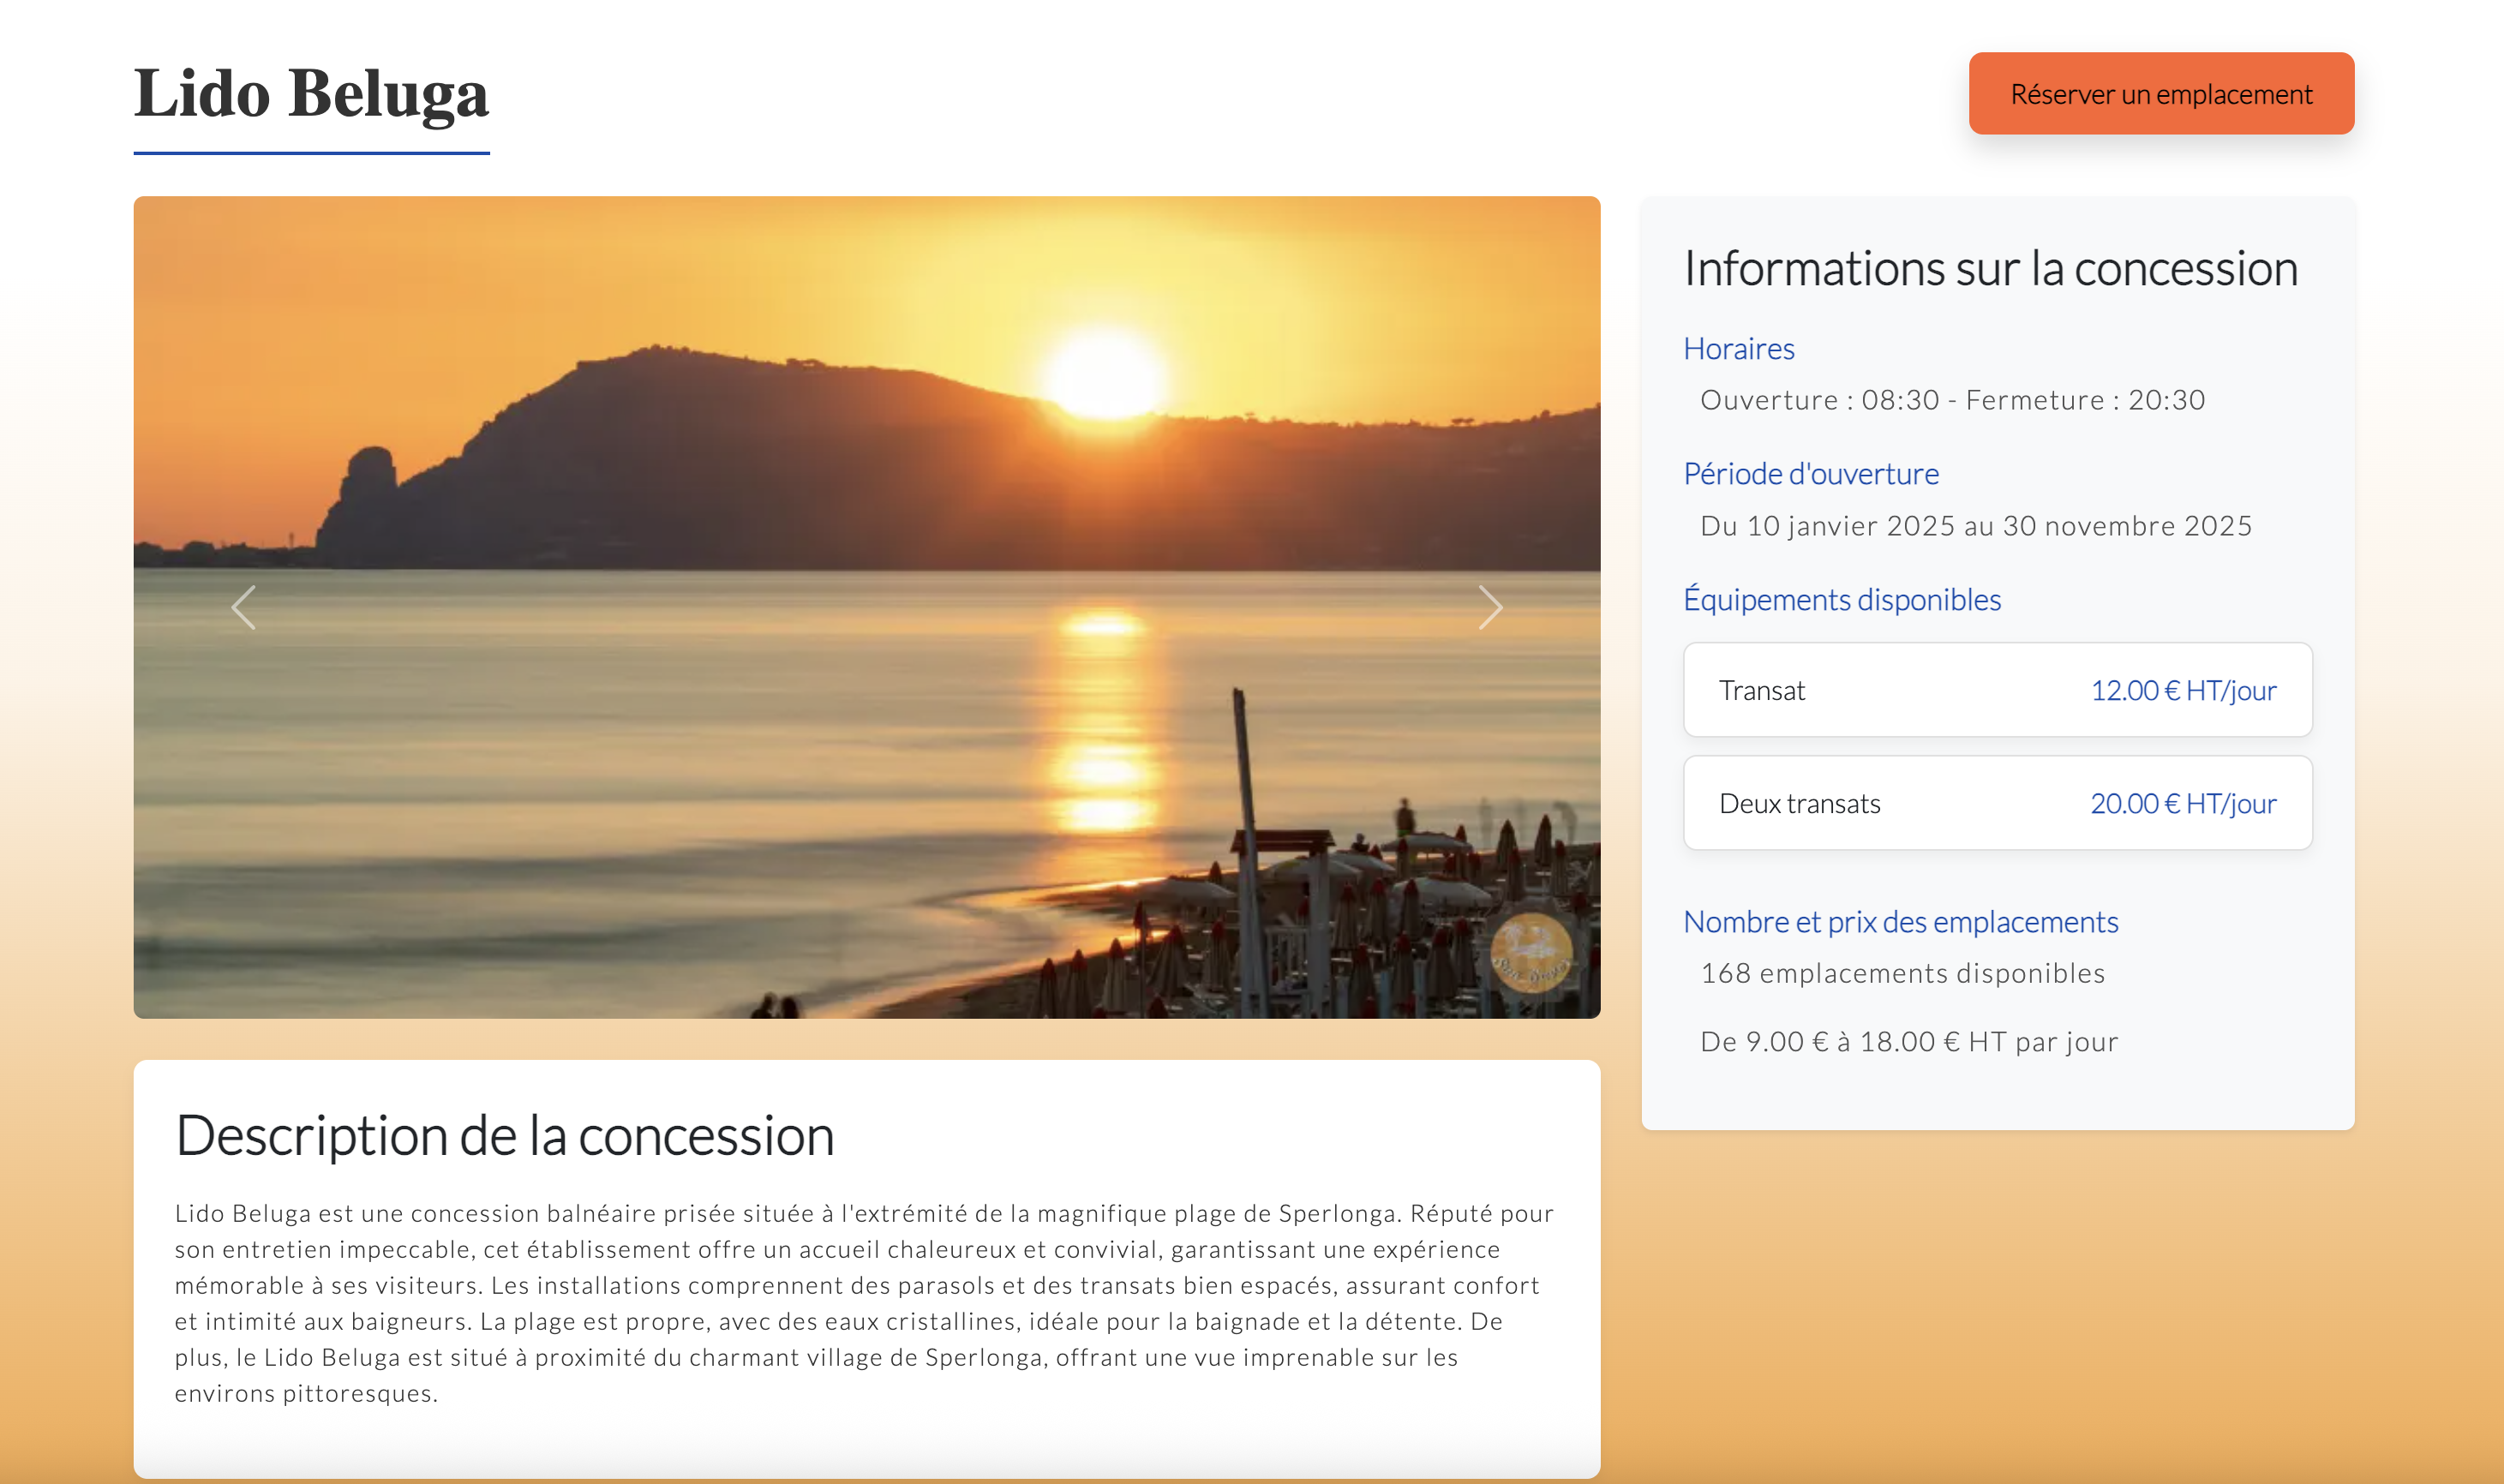 Lido Beluga
Réserver un emplacement
Informations sur la concession
Horaires
Ouverture : 08:30 - Fermeture : 20:30
Période d'ouverture
Du 10 janvier 2025 au 30 novembre 2025
Équipements disponibles
Transat 12.00 € HT/jour
Deux transats 20.00 € HT/jour
Nombre et prix des emplacements
168 emplacements disponibles
De 9.00 € à 18.00 € HT par jour
Description de la concession
Lido Beluga est une concession balnéaire prisée située à l'extrémité de la magnifique plage de Sperlonga. Réputé pour
son entretien impeccable, cet établissement offre un accueil chaleureux et convivial, garantissant une expérience
mémorable à ses visiteurs. Les installations comprennent des parasols et des transats bien espacés, assurant confort
et intimité aux baigneurs. La plage est propre, avec des eaux cristallines, idéale pour la baignade et la détente. De
plus, le Lido Beluga est situé à proximité du charmant village de Sperlonga, offrant une vue imprenable sur les
environs pittoresques.